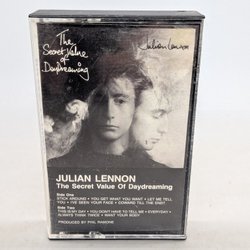 The
Secret Value
of
Daydreaming
Julian Lennon
JULIAN LENNON
The Secret Value Of Daydreaming
Side One
STICK AROUND • YOU GET WHAT YOU WANT • LET ME TELL
YOU • I'VE SEEN YOUR FACE • COWARD TILL THE END?
Side Two
THIS IS MY DAY • YOU DON'T HAVE TO TELL ME • EVERYDAY •
ALWAYS THINK TWICE • WANT YOUR BODY
PRODUCED BY PHIL RAMONE